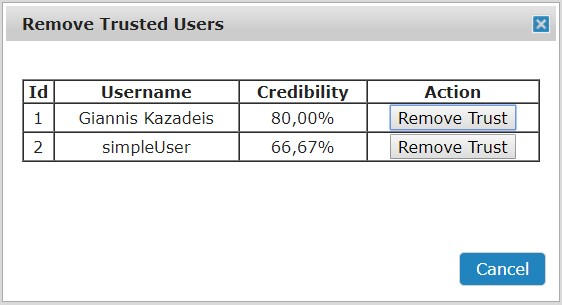 Remove Trusted Users
Id Username Credibility Action
1 Giannis Kazadeis 80,00% Remove Trust
2 simpleUser 66,67% Remove Trust
Cancel